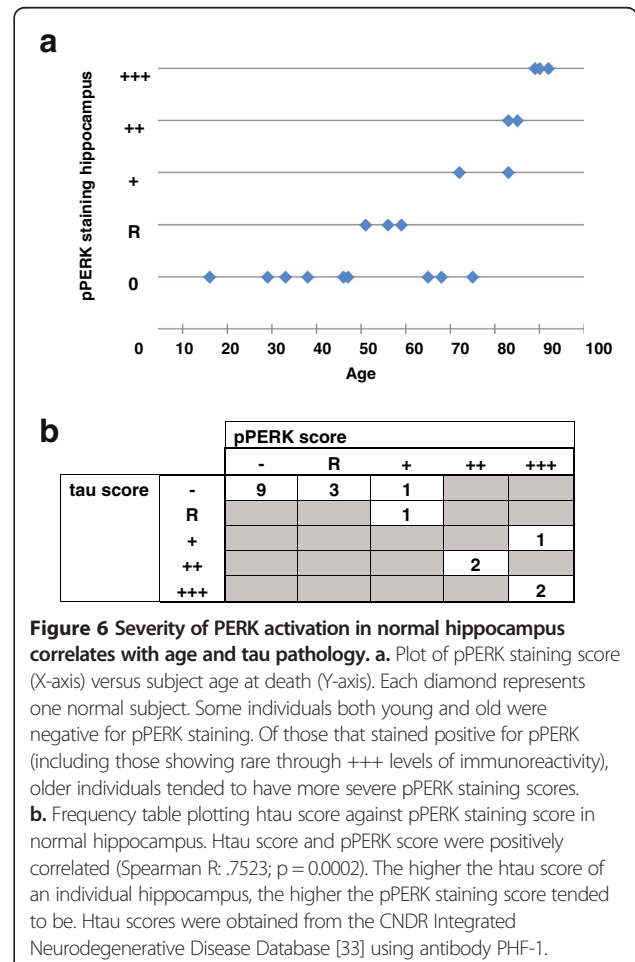 a
pPERK staining hippocampus
+++
++
+
R
0
0 10 20 30 40 50 60 70 80 90 100
Age
b
pPERK score
- R + ++ +++
tau score - 9 3 1
R 1
+ 1
++ 2
+++ 2
Figure 6 Severity of PERK activation in normal hippocampus
correlates with age and tau pathology. a. Plot of pPERK staining score
(X-axis) versus subject age at death (Y-axis). Each diamond represents
one normal subject. Some individuals both young and old were
negative for pPERK staining. Of those that stained positive for pPERK
(including those showing rare through +++ levels of immunoreactivity),
older individuals tended to have more severe pPERK staining scores.
b. Frequency table plotting htau score against pPERK staining score in
normal hippocampus. Htau score and pPERK score were positively
correlated (Spearman R: .7523; p = 0.0002). The higher the htau score of
an individual hippocampus, the higher the pPERK staining score tended
to be. Htau scores were obtained from the CNDR Integrated
Neurodegenerative Disease Database [33] using antibody PHF-1.